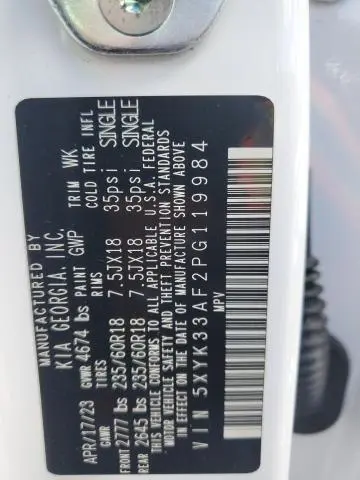 MANUFACTURED BY
KIA GEORGIA, INC.
PAINT GWP TRIM WK
APR/17/23 GVWR 4674 lbs
GAWR TIRES RIMS COLD TIRE INFL
FRONT 2777 lbs 235/60R18 7.5JX18 35psi SINGLE
REAR 2645 lbs 235/60R18 7.5JX18 35psi SINGLE
THIS VEHICLE CONFORMS TO ALL APPLICABLE U.S.A. FEDERAL
MOTOR VEHICLE SAFETY STANDARDS
IN EFFECT ON THE DATE OF MANUFACTURE SHOWN ABOVE
VIN 5XYK33AF2PG119984
MPV